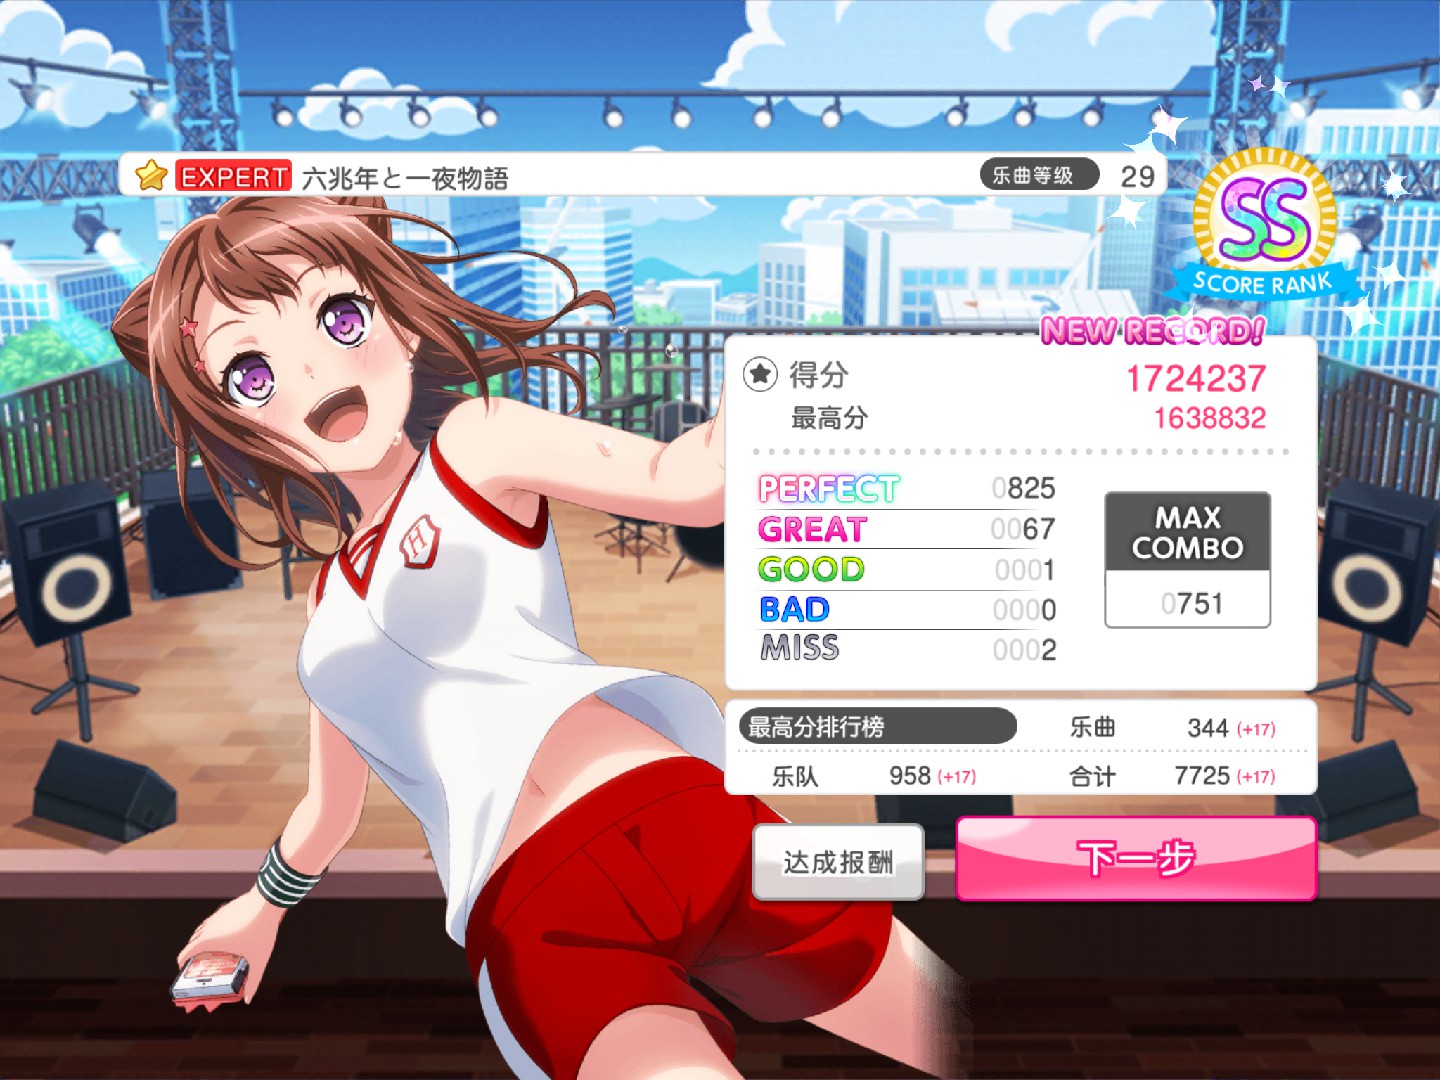 EXPERT 六兆年と一夜物語 乐曲等级 29
SS
SCORE RANK
NEW RECORD!
得分 1724237
最高分 1638832
PERFECT 0825
GREAT 0067
GOOD 0001
BAD 0000
MISS 0002
MAX
COMBO
0751
H
最高分排行榜 乐曲 344 (+17)
乐队 958 (+17) 合计 7725 (+17)
达成报酬 下一步